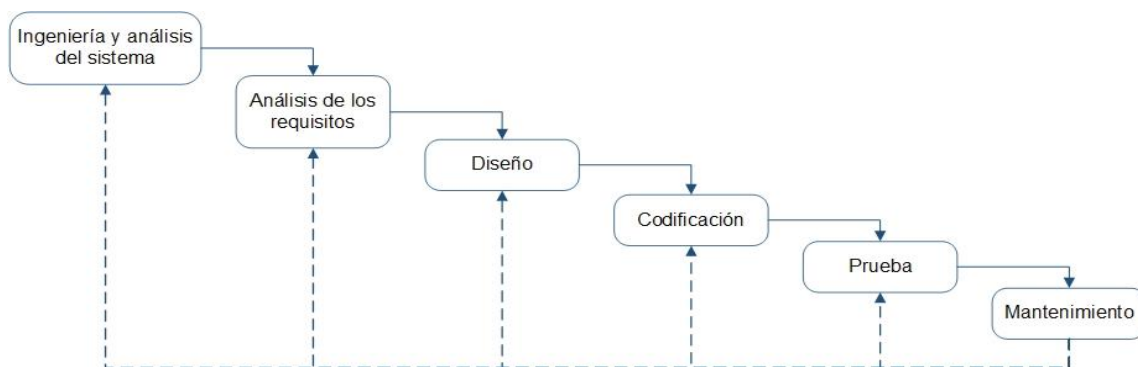 Ingeniería y análisis
del sistema
Análisis de los
requisitos
Diseño
Codificación
Prueba
Mantenimiento